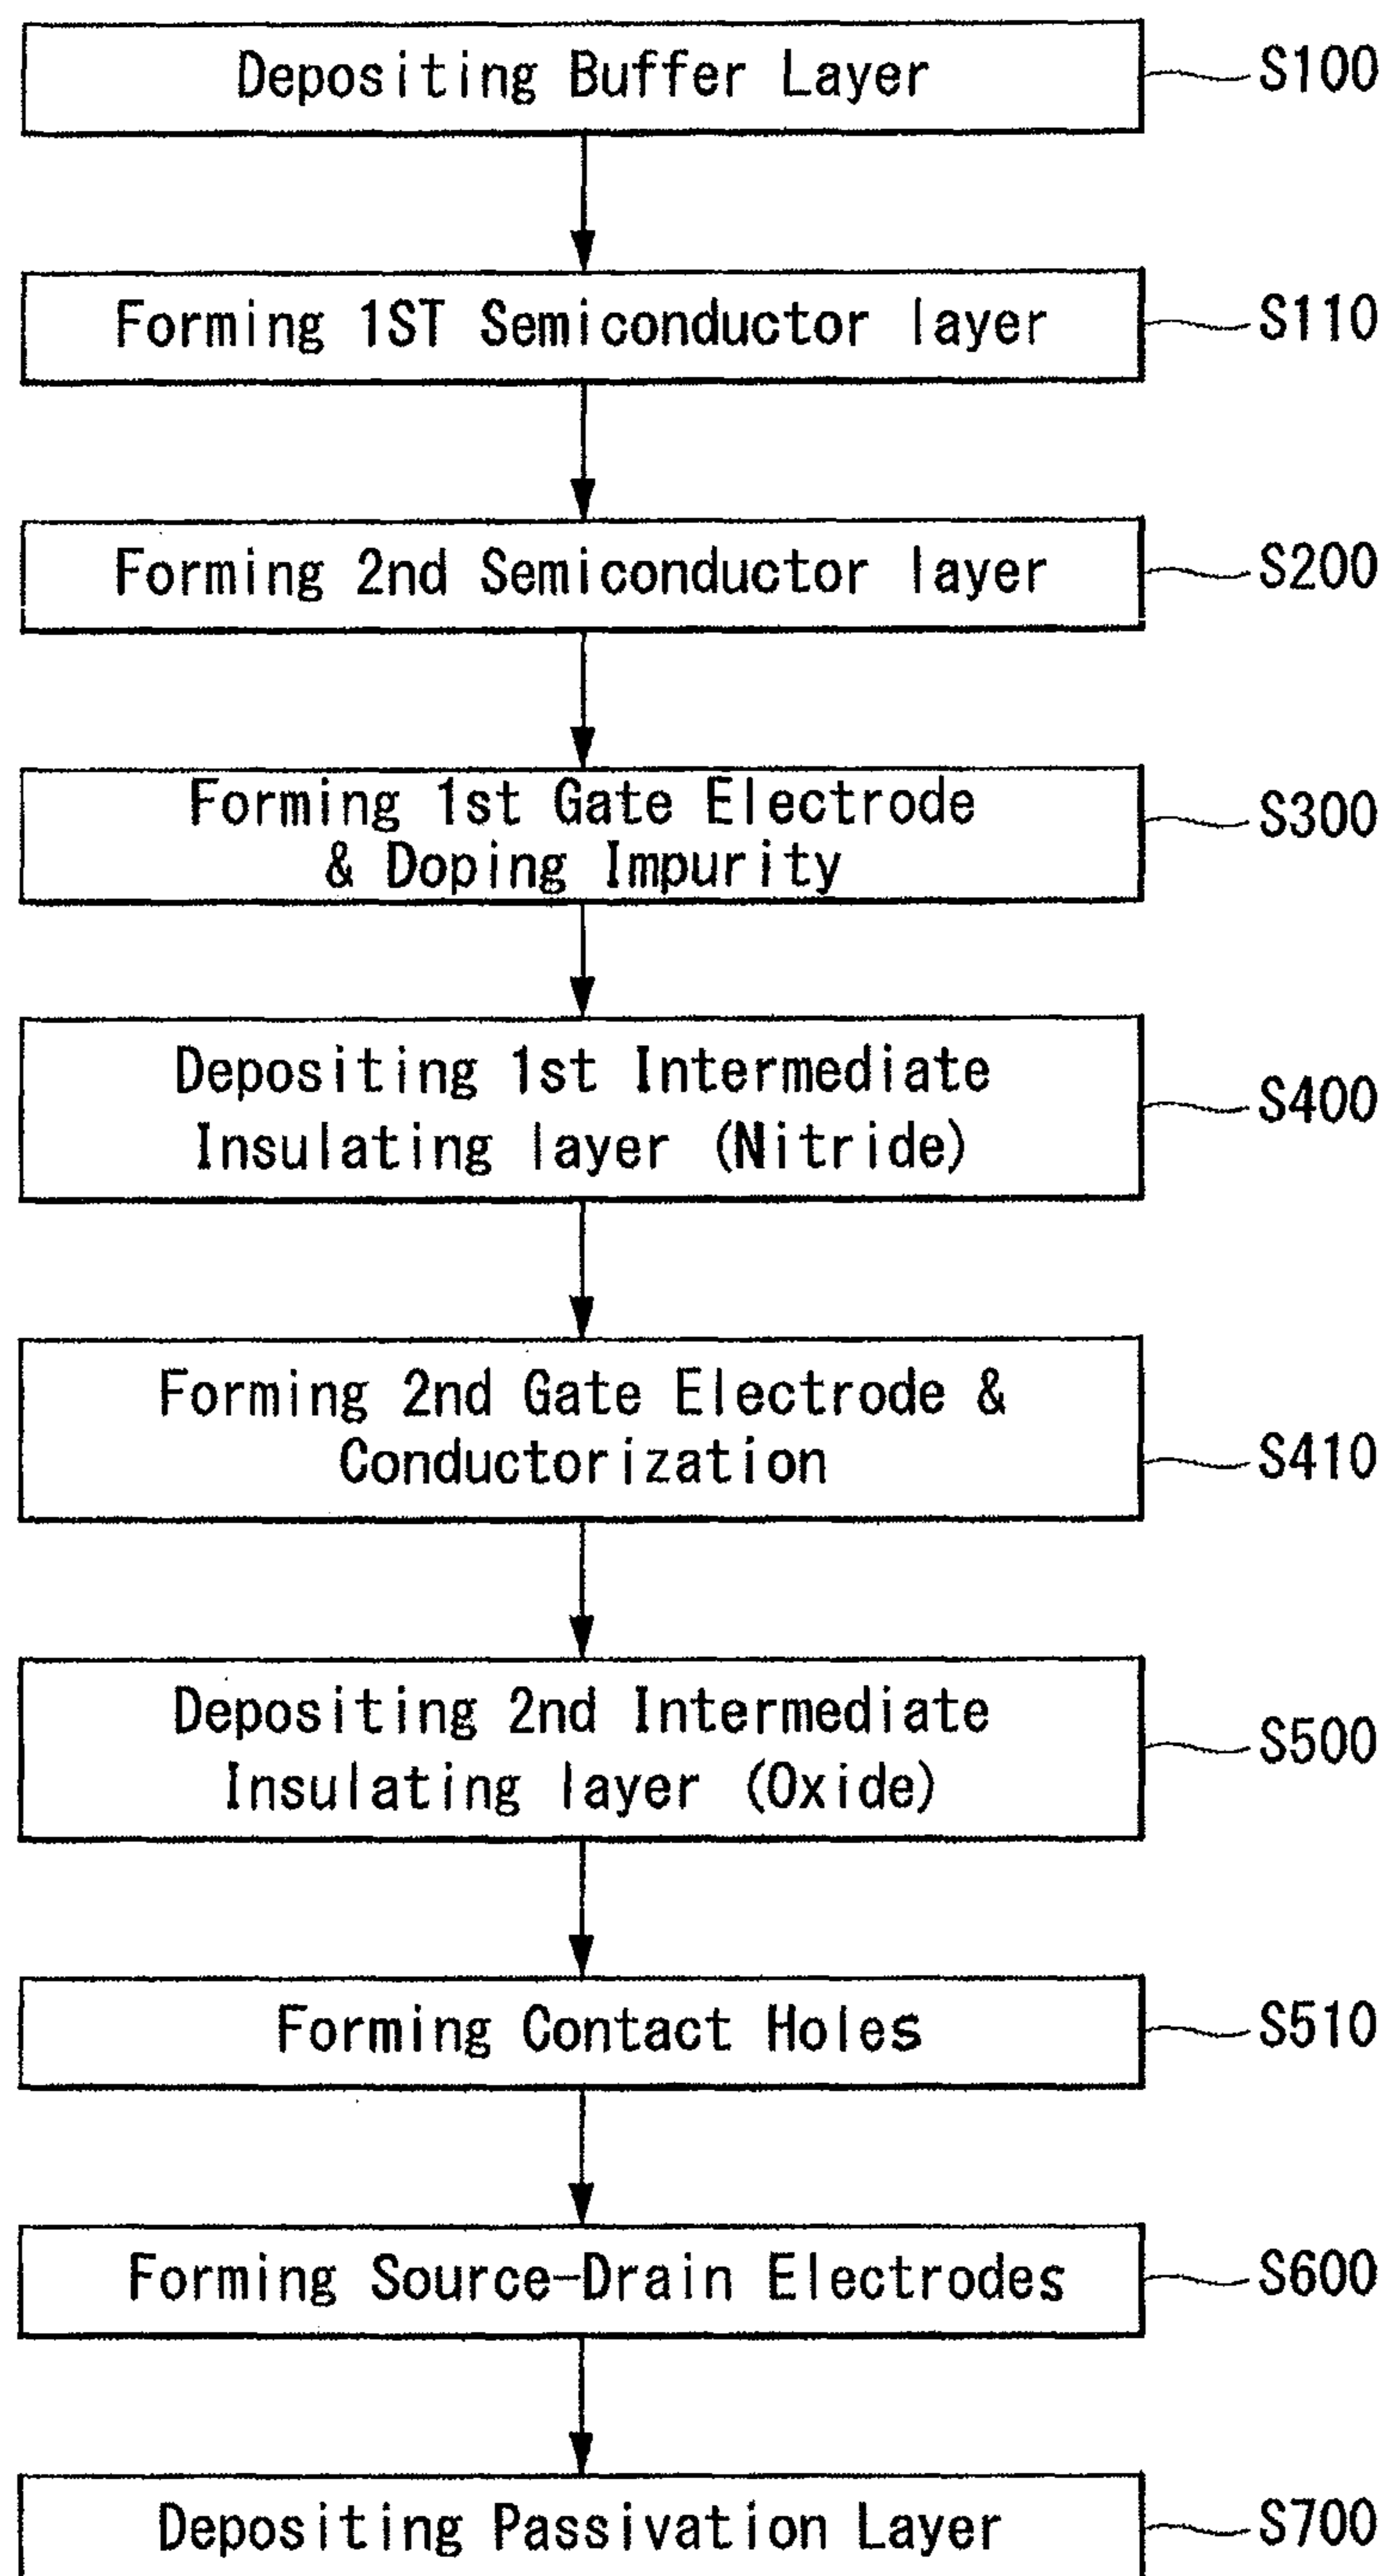 Depositing Buffer Layer
S100
Forming 1ST Semiconductor layer
S110
Forming 2nd Semiconductor layer
S200
Forming 1st Gate Electrode
& Doping Impurity
S300
Depositing 1st Intermediate
Insulating layer (Nitride)
S400
Forming 2nd Gate Electrode &
Conductorization
S410
Depositing 2nd Intermediate
Insulating layer (Oxide)
S500
Forming Contact Holes
S510
Forming Source-Drain Electrodes
S600
Depositing Passivation Layer
S700